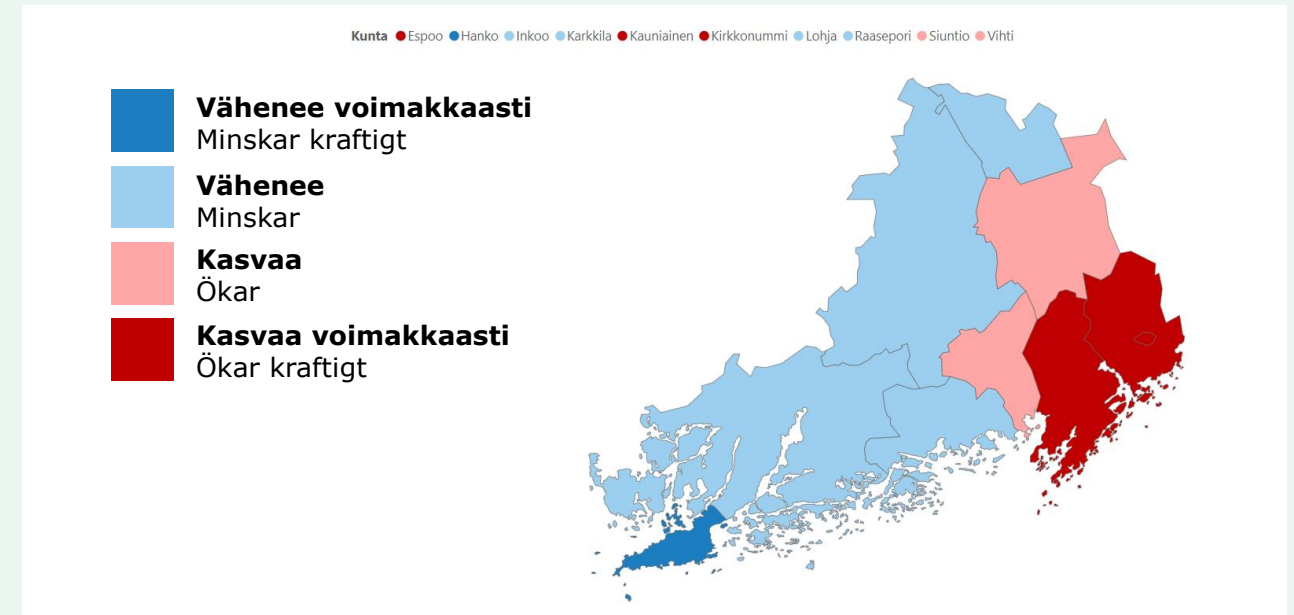 Kunta Espoo Hanko Inkoo Karkkila Kauniainen Kirkkonummi Lohja Raasepori Siuntio Vihti
Vähenee voimakkaasti
Minskar kraftigt
Vähenee
Minskar
Kasvaa
Ökar
Kasvaa voimakkaasti
Ökar kraftigt